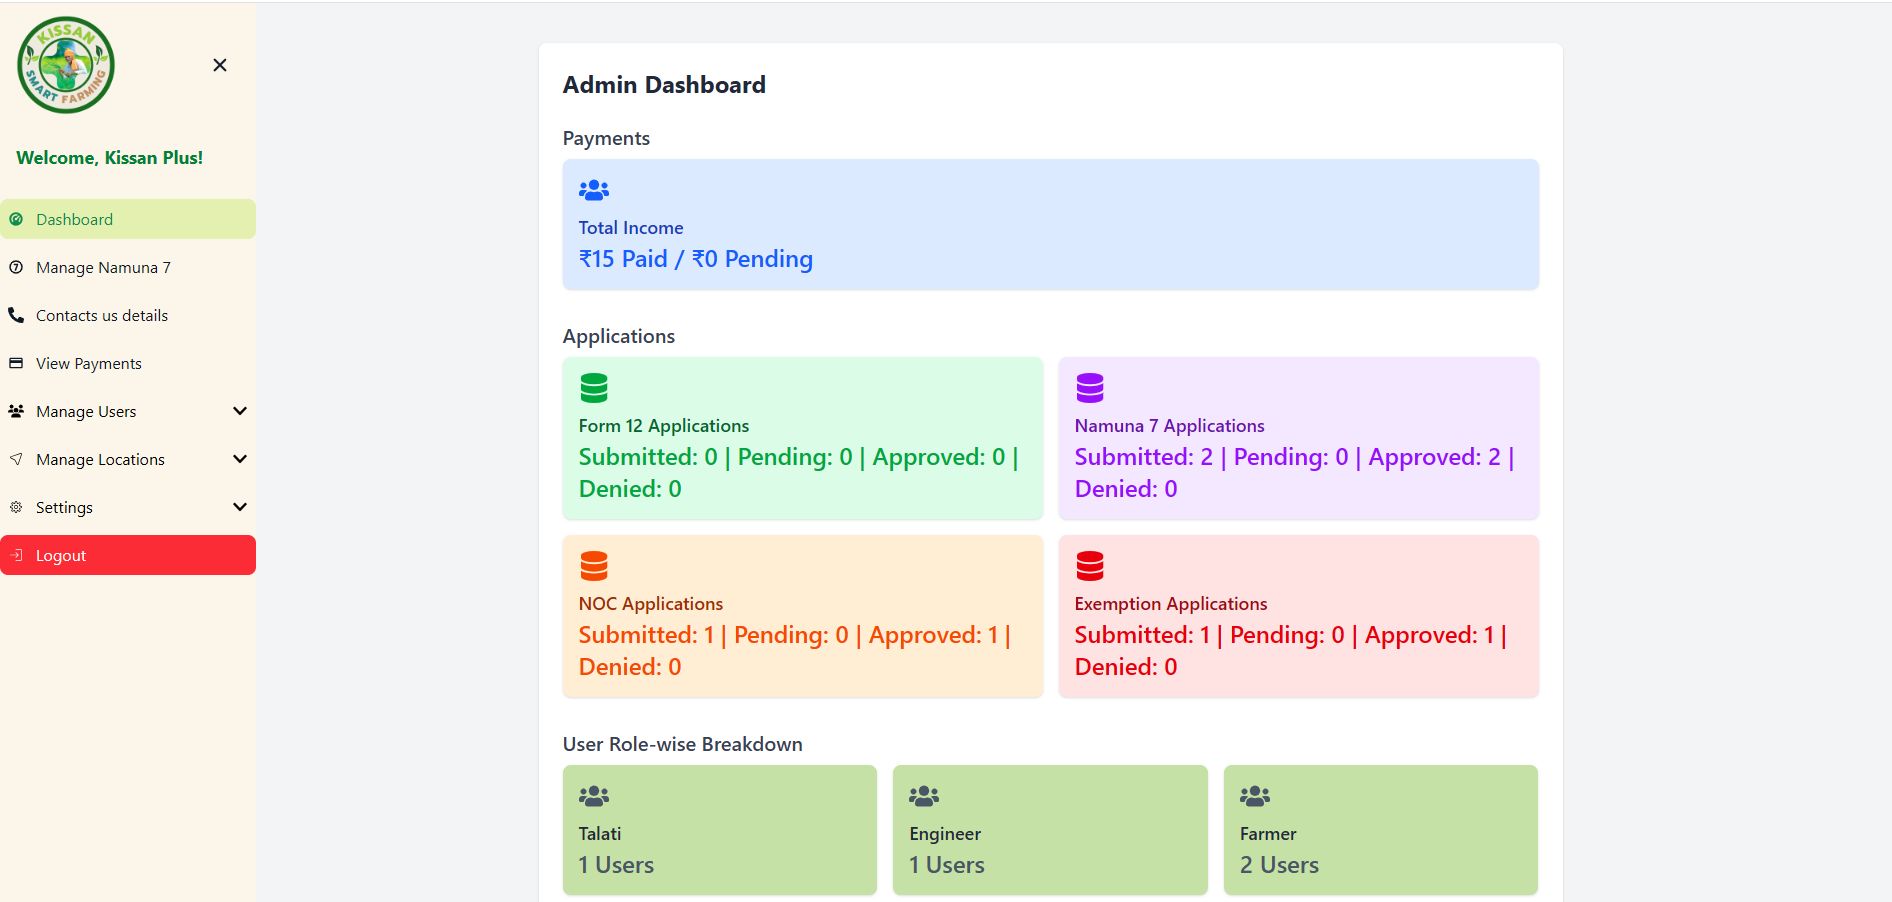 KISSAN
SMART FARMING
Welcome, Kissan Plus!
Dashboard
Manage Namuna 7
Contacts us details
View Payments
Manage Users
Manage Locations
Settings
Logout
Admin Dashboard
Payments
Total Income
₹15 Paid / ₹0 Pending
Applications
Form 12 Applications
Submitted: 0 | Pending: 0 | Approved: 0 |
Denied: 0
Namuna 7 Applications
Submitted: 2 | Pending: 0 | Approved: 2 |
Denied: 0
NOC Applications
Submitted: 1 | Pending: 0 | Approved: 1 |
Denied: 0
Exemption Applications
Submitted: 1 | Pending: 0 | Approved: 1 |
Denied: 0
User Role-wise Breakdown
Talati
1 Users
Engineer
1 Users
Farmer
2 Users